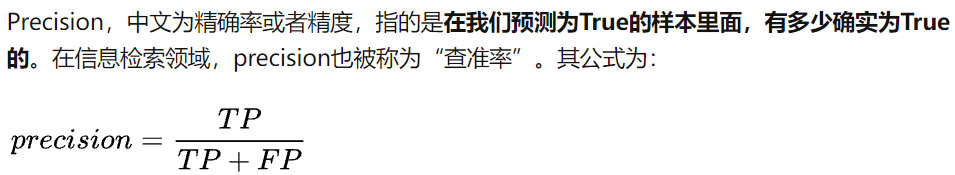 Precision，中文为精确率或者精度，指的是在我们预测为True的样本里面，有多少确实为True
的。在信息检索领域，precision也被称为“查准率”。其公式为：
precision = TP / (TP + FP)